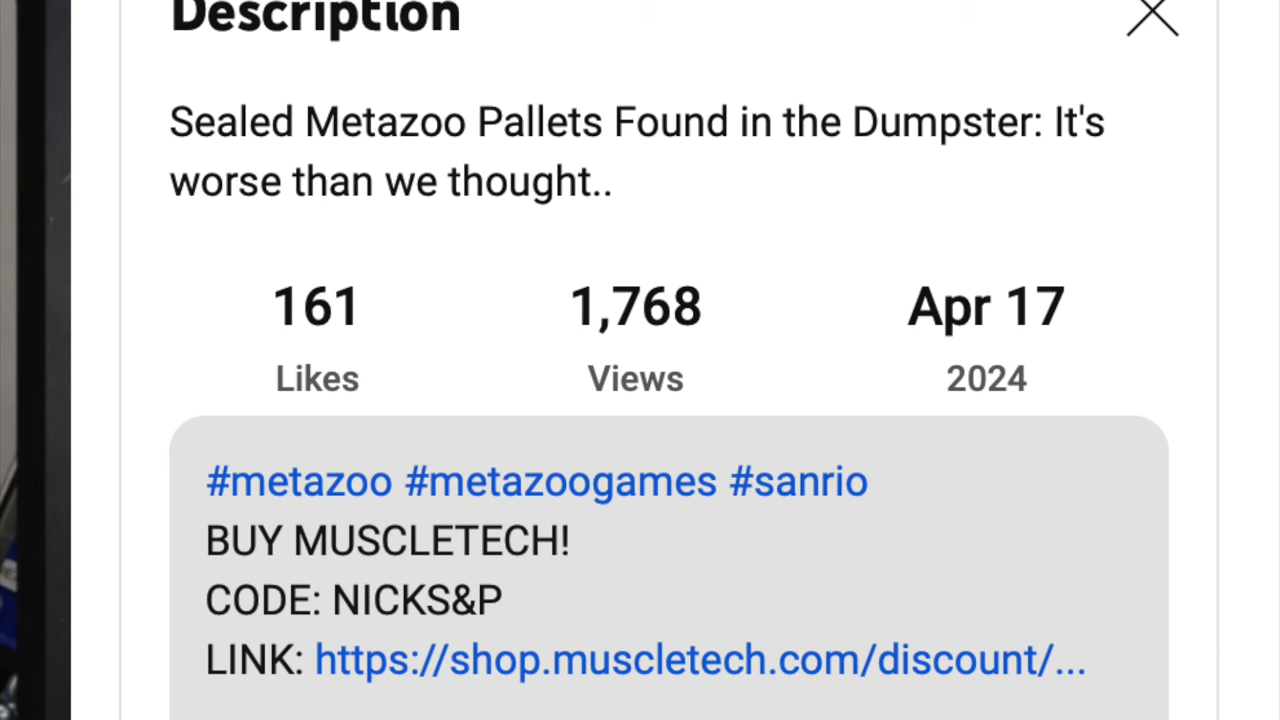 Description
Sealed Metazoo Pallets Found in the Dumpster: It's
worse than we thought..
161 1,768 Apr 17
Likes Views 2024
#metazoo #metazoogames #sanrio
BUY MUSCLETECH!
CODE: NICKS&P
LINK: https://shop.muscletech.com/discount/...